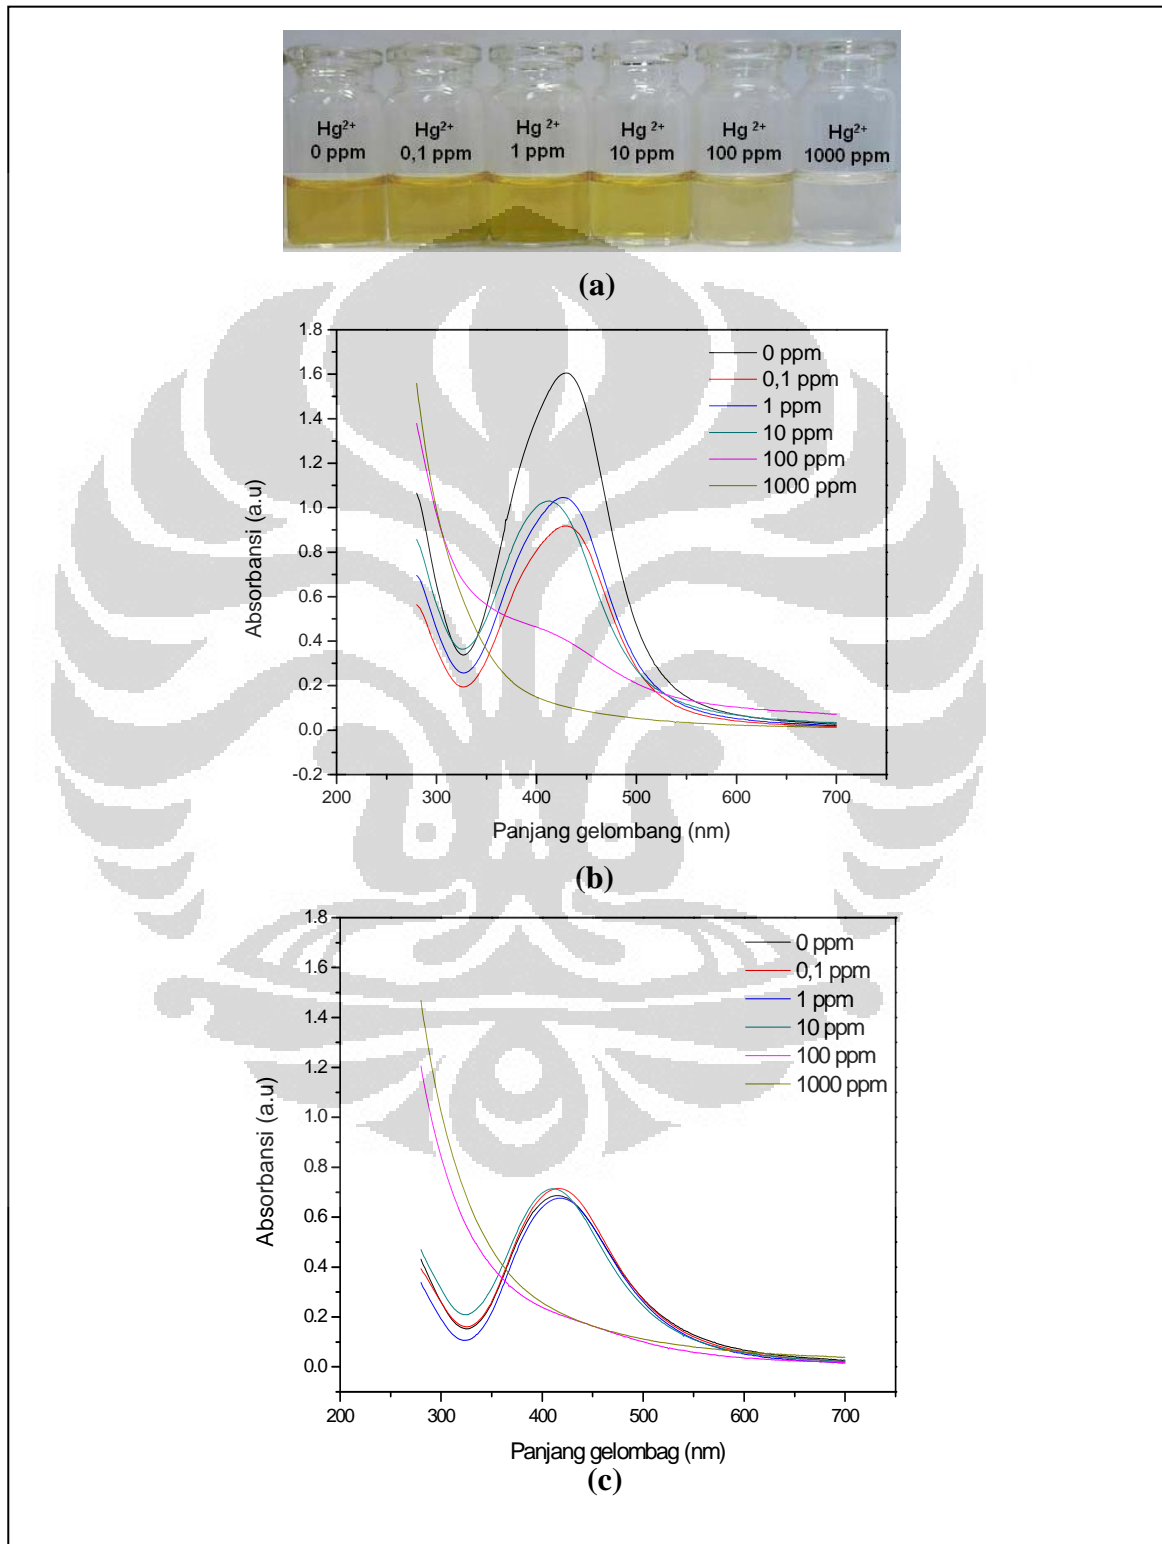 Hg2+ Hg2+ Hg 2+ Hg 2+ Hg 2+ Hg2+
0 ppm 0,1 ppm 1 ppm 10 ppm 100 ppm 1000 ppm
(a)
1.8
1.6
1.4
1.2
1.0
0.8
0.6
0.4
0.2
0.0
-0.2
Absorbansi (a.u)
0 ppm
0,1 ppm
1 ppm
10 ppm
100 ppm
1000 ppm
200 300 400 500 600 700
Panjang gelombang (nm)
(b)
1.8
1.6
1.4
1.2
1.0
0.8
0.6
0.4
0.2
0.0
Absorbansi (a.u)
0 ppm
0,1 ppm
1 ppm
10 ppm
100 ppm
1000 ppm
200 300 400 500 600 700
Panjang gelombag (nm)
(c)